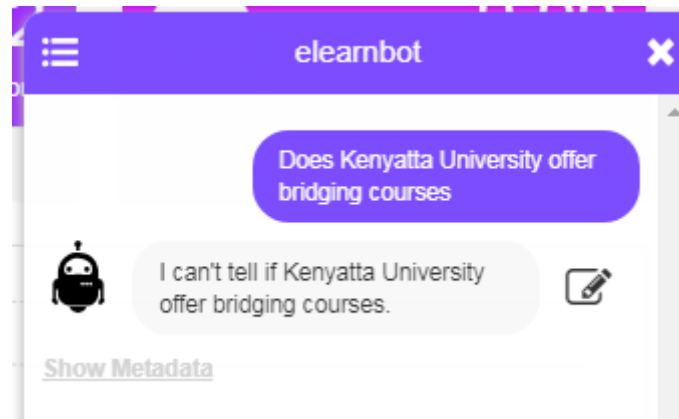 elearnbot
Does Kenyatta University offer
bridging courses
I can't tell if Kenyatta University
offer bridging courses.
Show Metadata